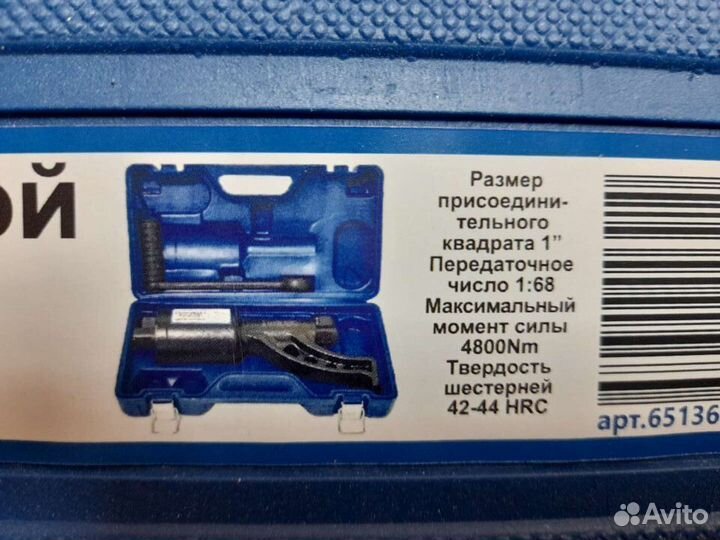 ой
Размер
присоедини-
тельного
квадрата 1”
Передаточное
число 1:68
Максимальный
момент силы
4800Nm
Твердость
шестерней
42-44 HRC
арт.65136
Avito